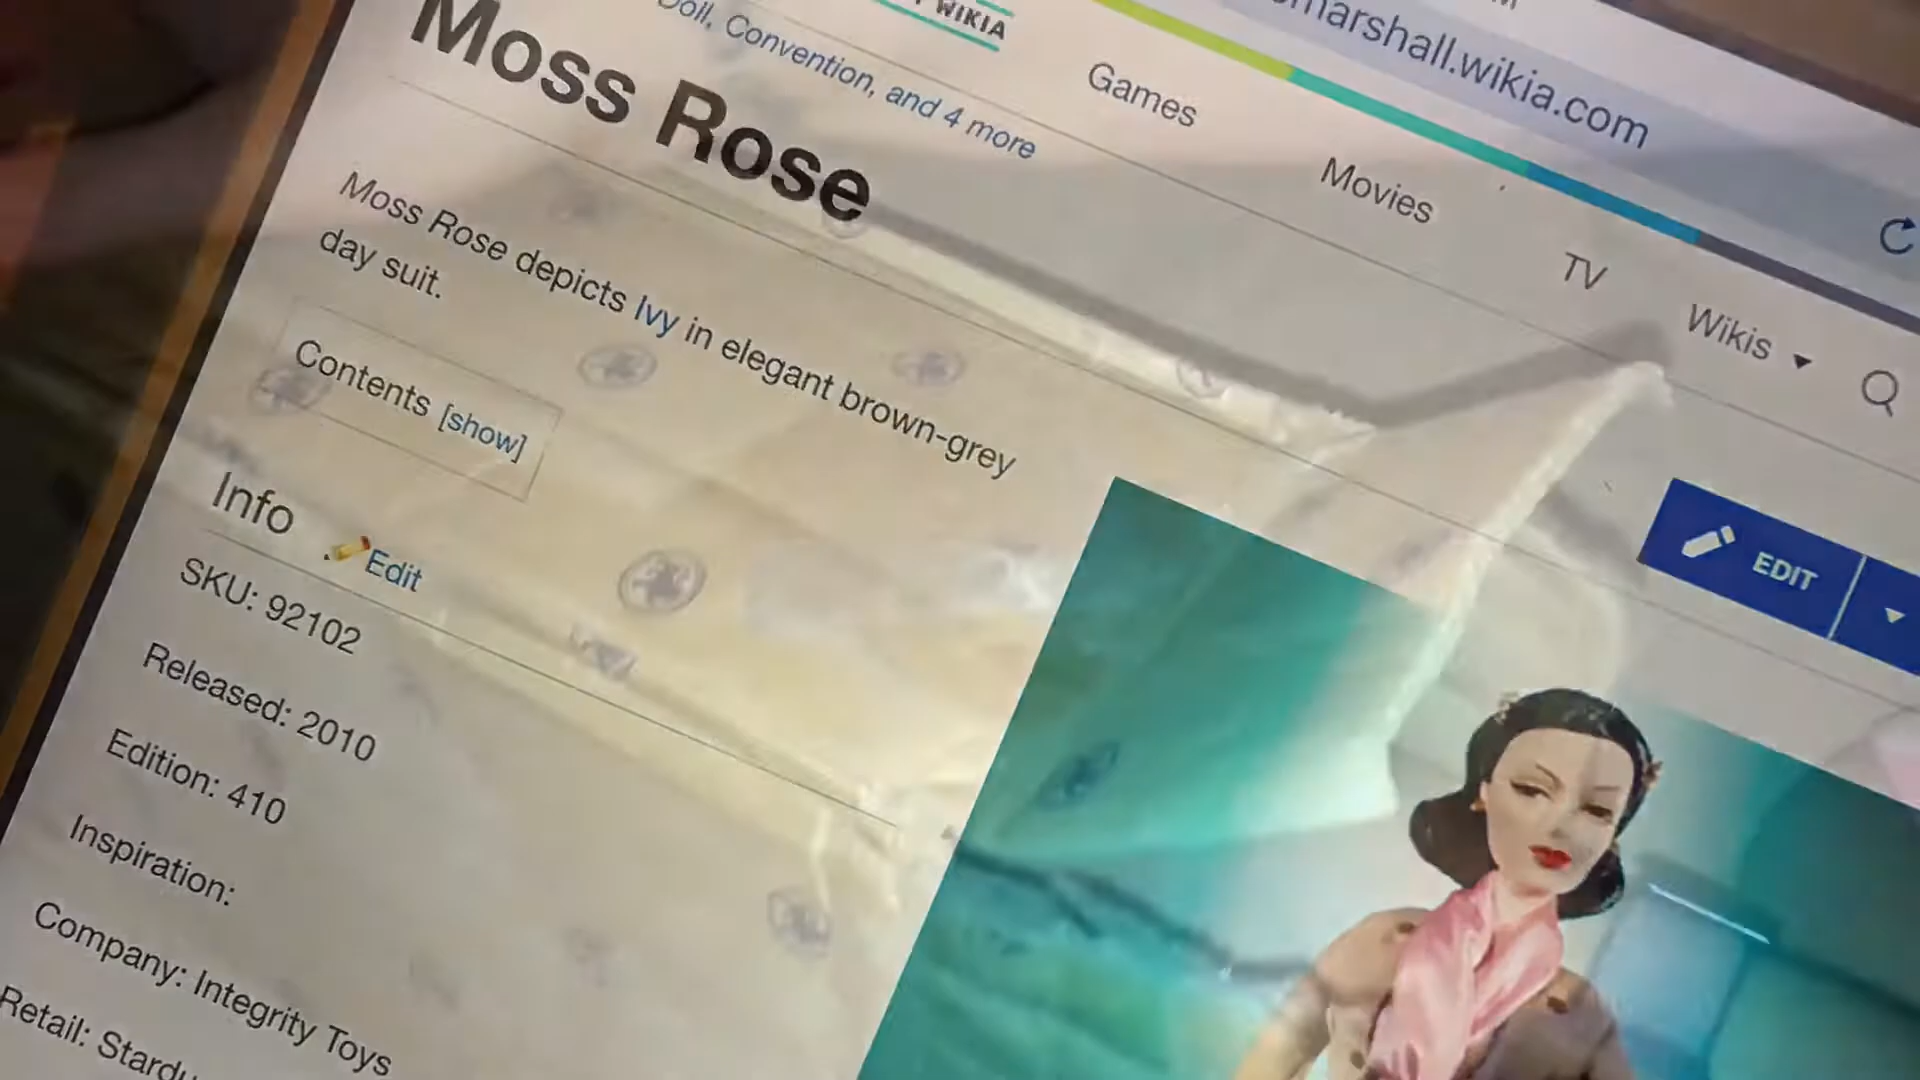 marshall.wikia.com
WIKIA
Games
Movies
TV
Wikis
Doll, Convention, and 4 more
Moss Rose
EDIT
Moss Rose depicts Ivy in elegant brown-grey
day suit.
Contents [show]
Info
Edit
SKU: 92102
Released: 2010
Edition: 410
Inspiration:
Company: Integrity Toys
Retail: